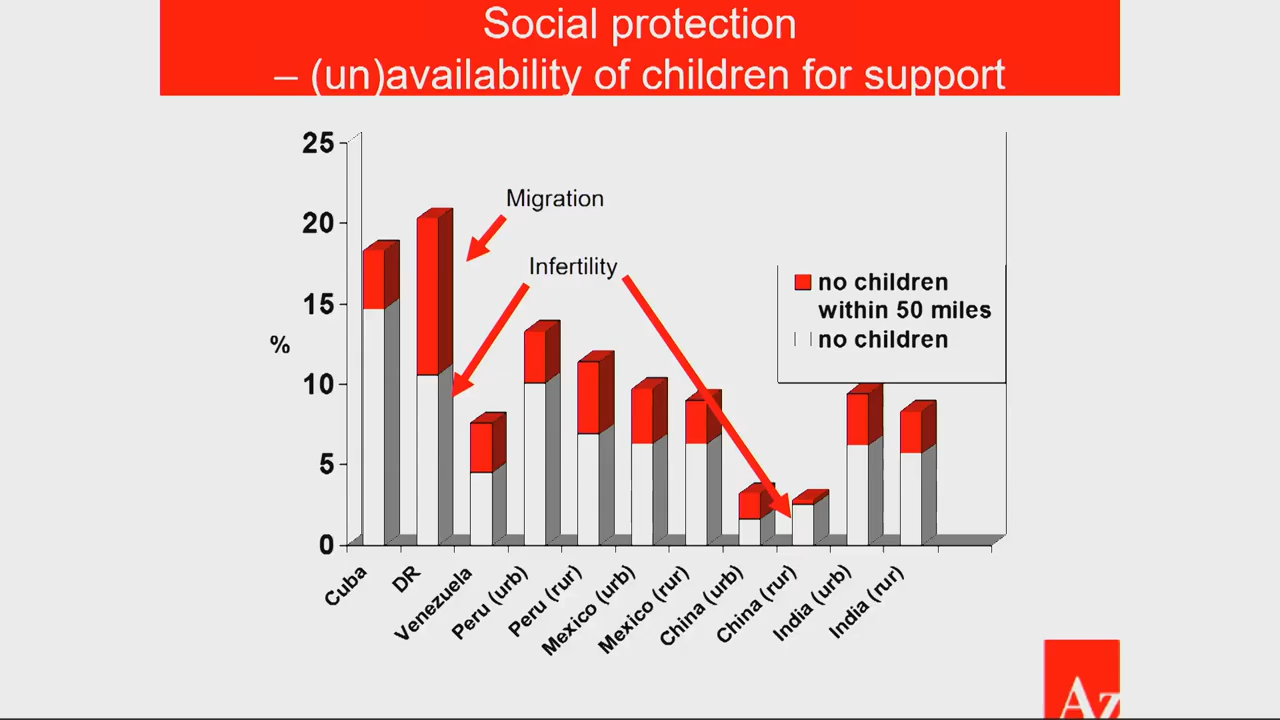 Social protection
– (un)availability of children for support
25
20
15
10
5
0
%
Migration
Infertility
no children
within 50 miles
no children
Cuba
DR
Venezuela
Peru (urb)
Peru (rur)
Mexico (urb)
Mexico (rur)
China (urb)
China (rur)
India (urb)
India (rur)
Az